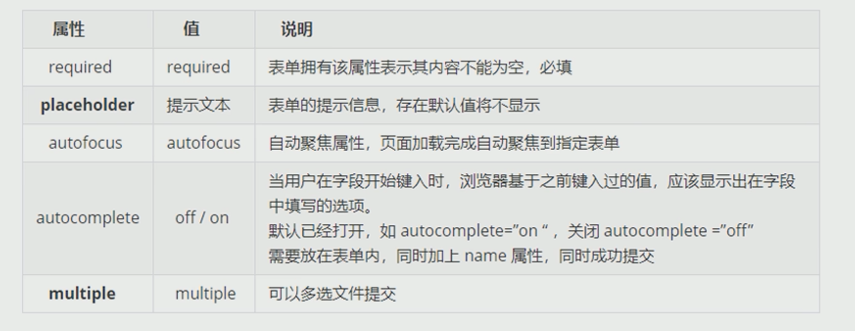 属性 值 说明
required required 表单拥有该属性表示其内容不能为空，必填
placeholder 提示文本 表单的提示信息，存在默认值将不显示
autofocus autofocus 自动聚焦属性，页面加载完成自动聚焦到指定表单
autocomplete off / on 当用户在字段开始键入时，浏览器基于之前键入过的值，应该显示出在字段
中填写的选项。
默认已经打开，如 autocomplete=”on “ ，关闭 autocomplete =”off”
需要放在表单内，同时加上 name 属性，同时成功提交
multiple multiple 可以多选文件提交